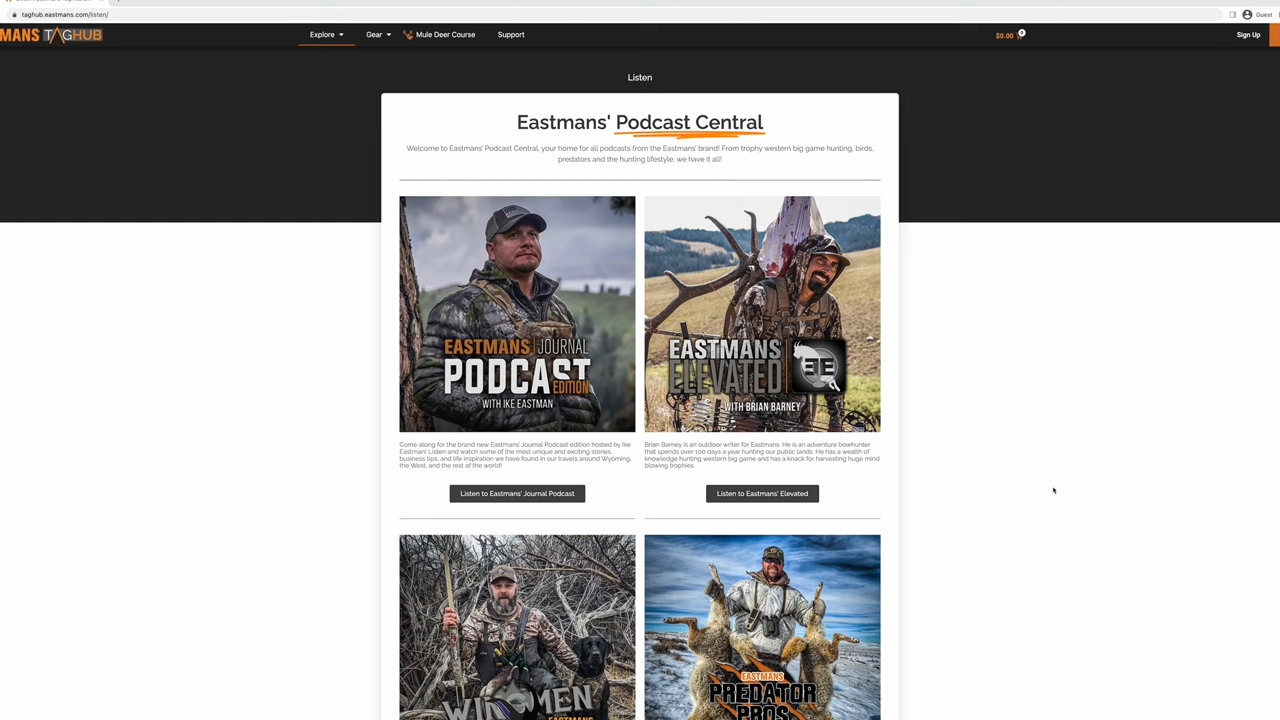 taghub.eastmans.com/listen/
Guest
MANS TAGHUB
Explore
Gear
Mule Deer Course
Support
$0.00
0
Sign Up
Listen
Eastmans' Podcast Central
Welcome to Eastmans' Podcast Central, your home for all podcasts from the Eastmans' brand! From trophy western big game hunting, birds,
predators and the hunting lifestyle, we have it all!
EASTMANS JOURNAL
PODCAST
EDITION
WITH IKE EASTMAN
EASTMANS
ELEVATED
ETE
WITH BRIAN BARNEY
Come along for the brand new Eastmans' Journal Podcast edition hosted by Ike
Eastman! Listen and watch some of the most unique and exciting stories,
business tips, and life inspiration we have found in our travels around Wyoming,
the West, and the rest of the world!
Brian Barney is an outdoor writer for Eastmans. He is an adventure bowhunter
that spends over 100 days a year hunting our public lands. He has a wealth of
knowledge hunting western big game and has a knack for harvesting huge mind
blowing trophies.
Listen to Eastmans' Journal Podcast
Listen to Eastmans' Elevated
WINGMEN
EASTMANS
EASTMANS
PREDATOR
PROS